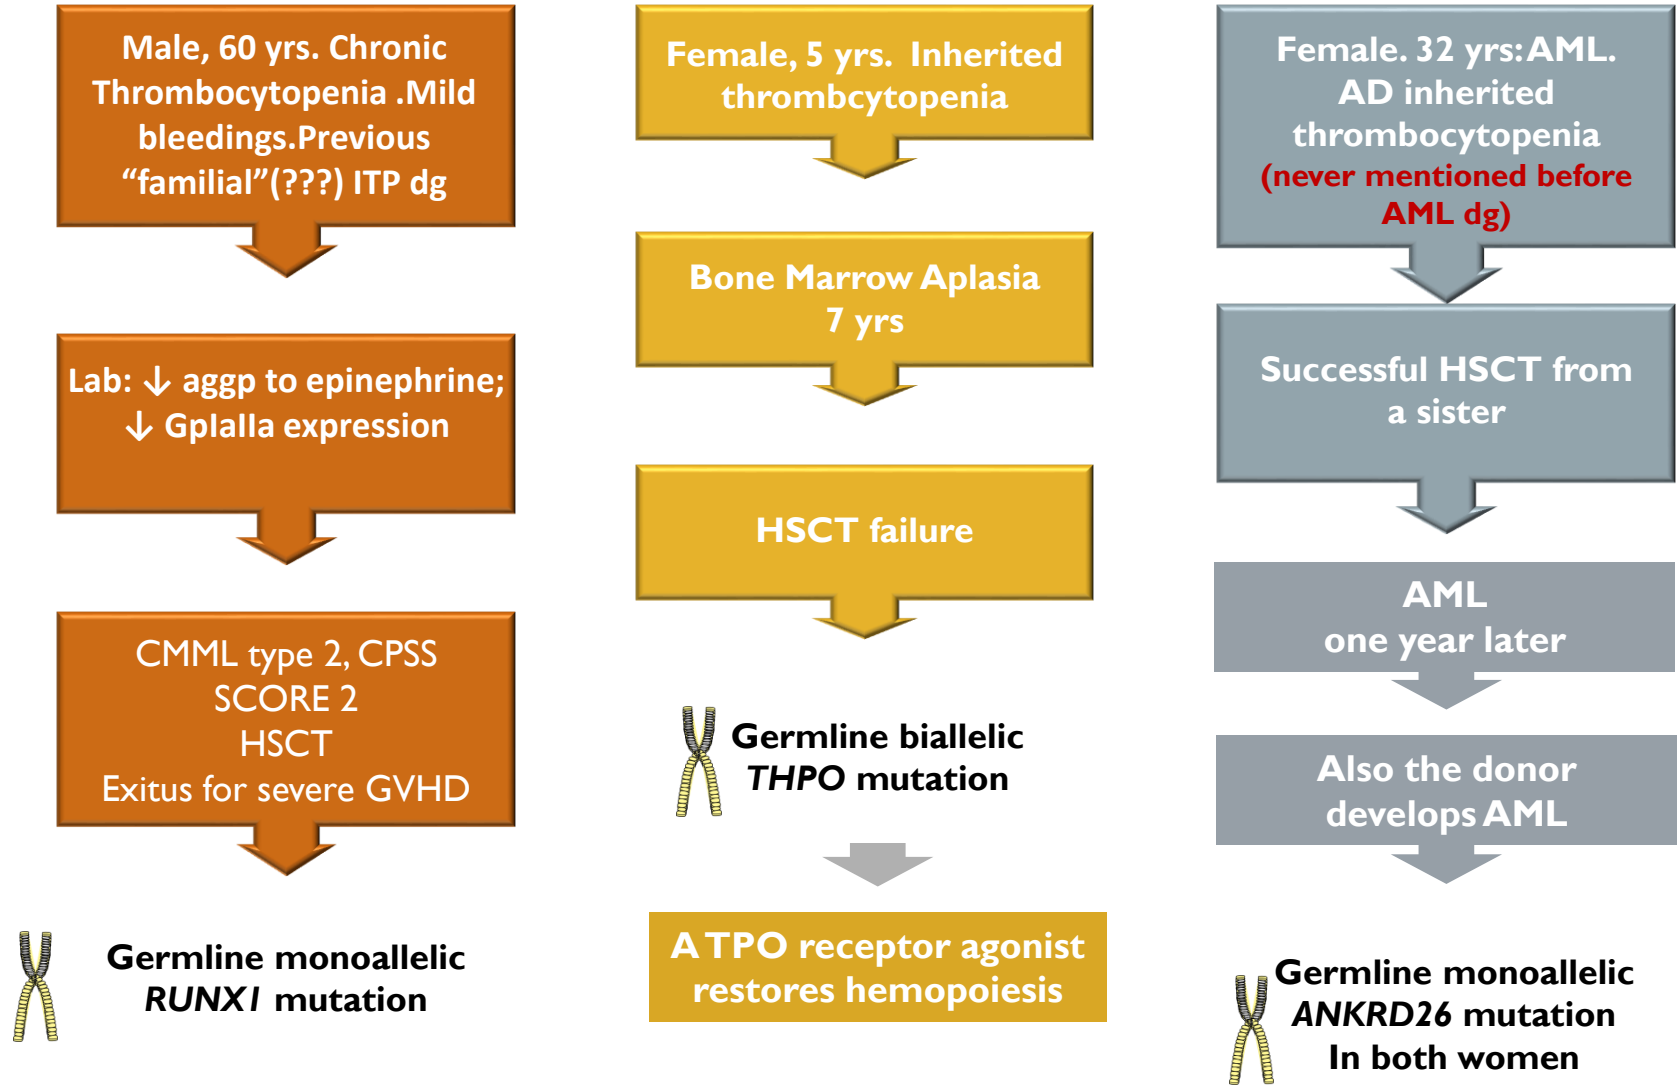 Male, 60 yrs. Chronic
Thrombocytopenia .Mild
bleedings.Previous
“familial”(???) ITP dg
Lab: ↓ aggp to epinephrine;
↓ GpIaIIa expression
CMML type 2, CPSS
SCORE 2
HSCT
Exitus for severe GVHD
Germline monoallelic
RUNX1 mutation
Female, 5 yrs. Inherited
thrombcytopenia
Bone Marrow Aplasia
7 yrs
HSCT failure
Germline biallelic
THPO mutation
A TPO receptor agonist
restores hemopoiesis
Female. 32 yrs: AML.
AD inherited
thrombocytopenia
(never mentioned before
AML dg)
Successful HSCT from
a sister
AML
one year later
Also the donor
develops AML
Germline monoallelic
ANKRD26 mutation
In both women